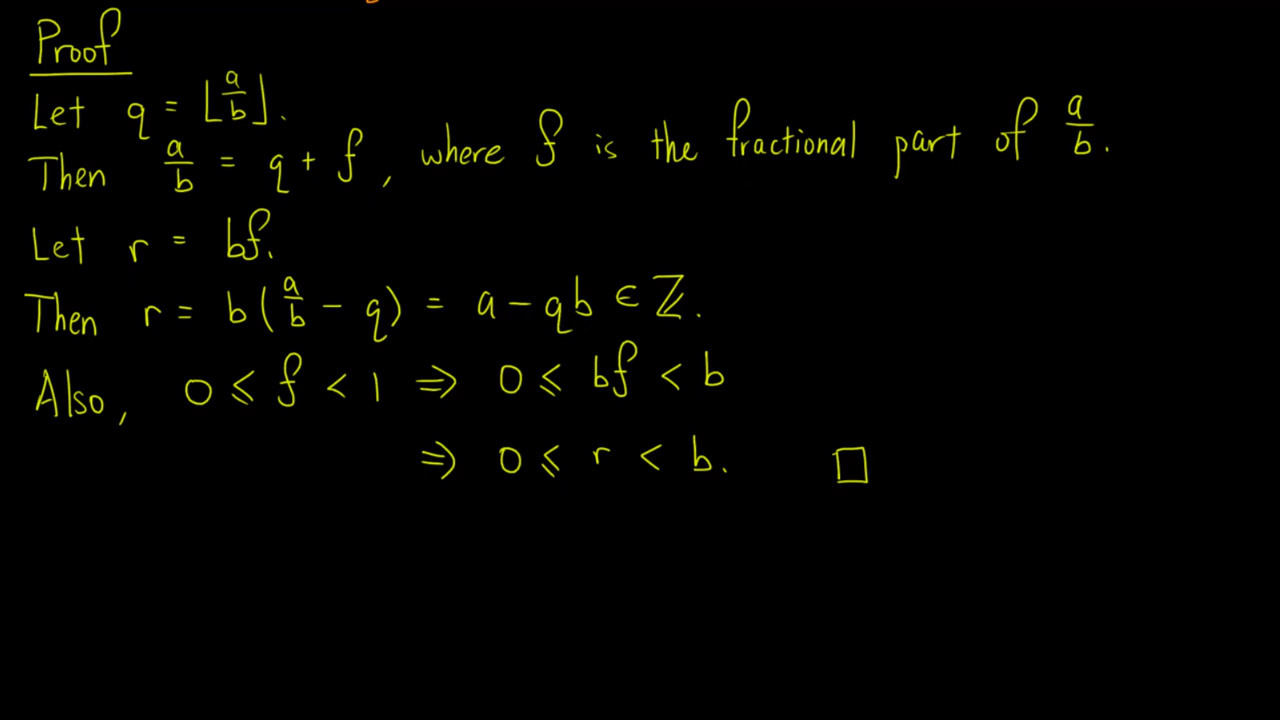 Proof
Let q = ⌊a/b⌋.
Then a/b = q + f, where f is the fractional part of a/b.
Let r = bf.
Then r = b(a/b − q) = a − qb ∈ ℤ.
Also, 0 ⩽ f < 1 ⇒ 0 ⩽ bf < b
⇒ 0 ⩽ r < b. □